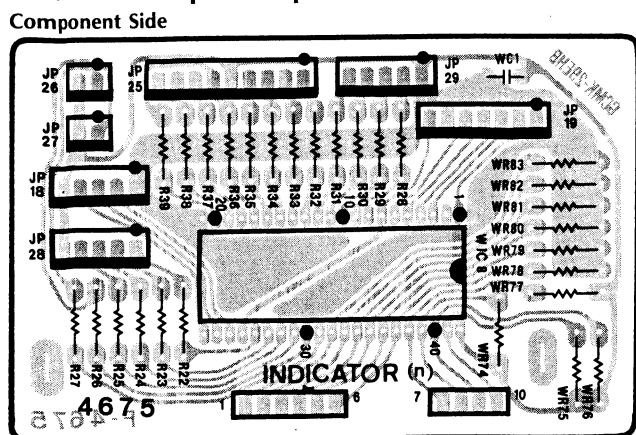 Component Side
JP 26
JP 25
JP 29
WC1
JP 27
JP 19
JP 18
JP 28
R39 R38 R37 R36 R35 R34 R33 R32 R31 R30 R29 R28
20 10 1
WR83
WR82
WR81
WR80
WR79
WR78
WR77
WIC8
30 40
R27 R26 R25 R24 R23 R22
WR74
WR75 WR76
INDICATOR (n)
1 6 7 10
4675
P-4675